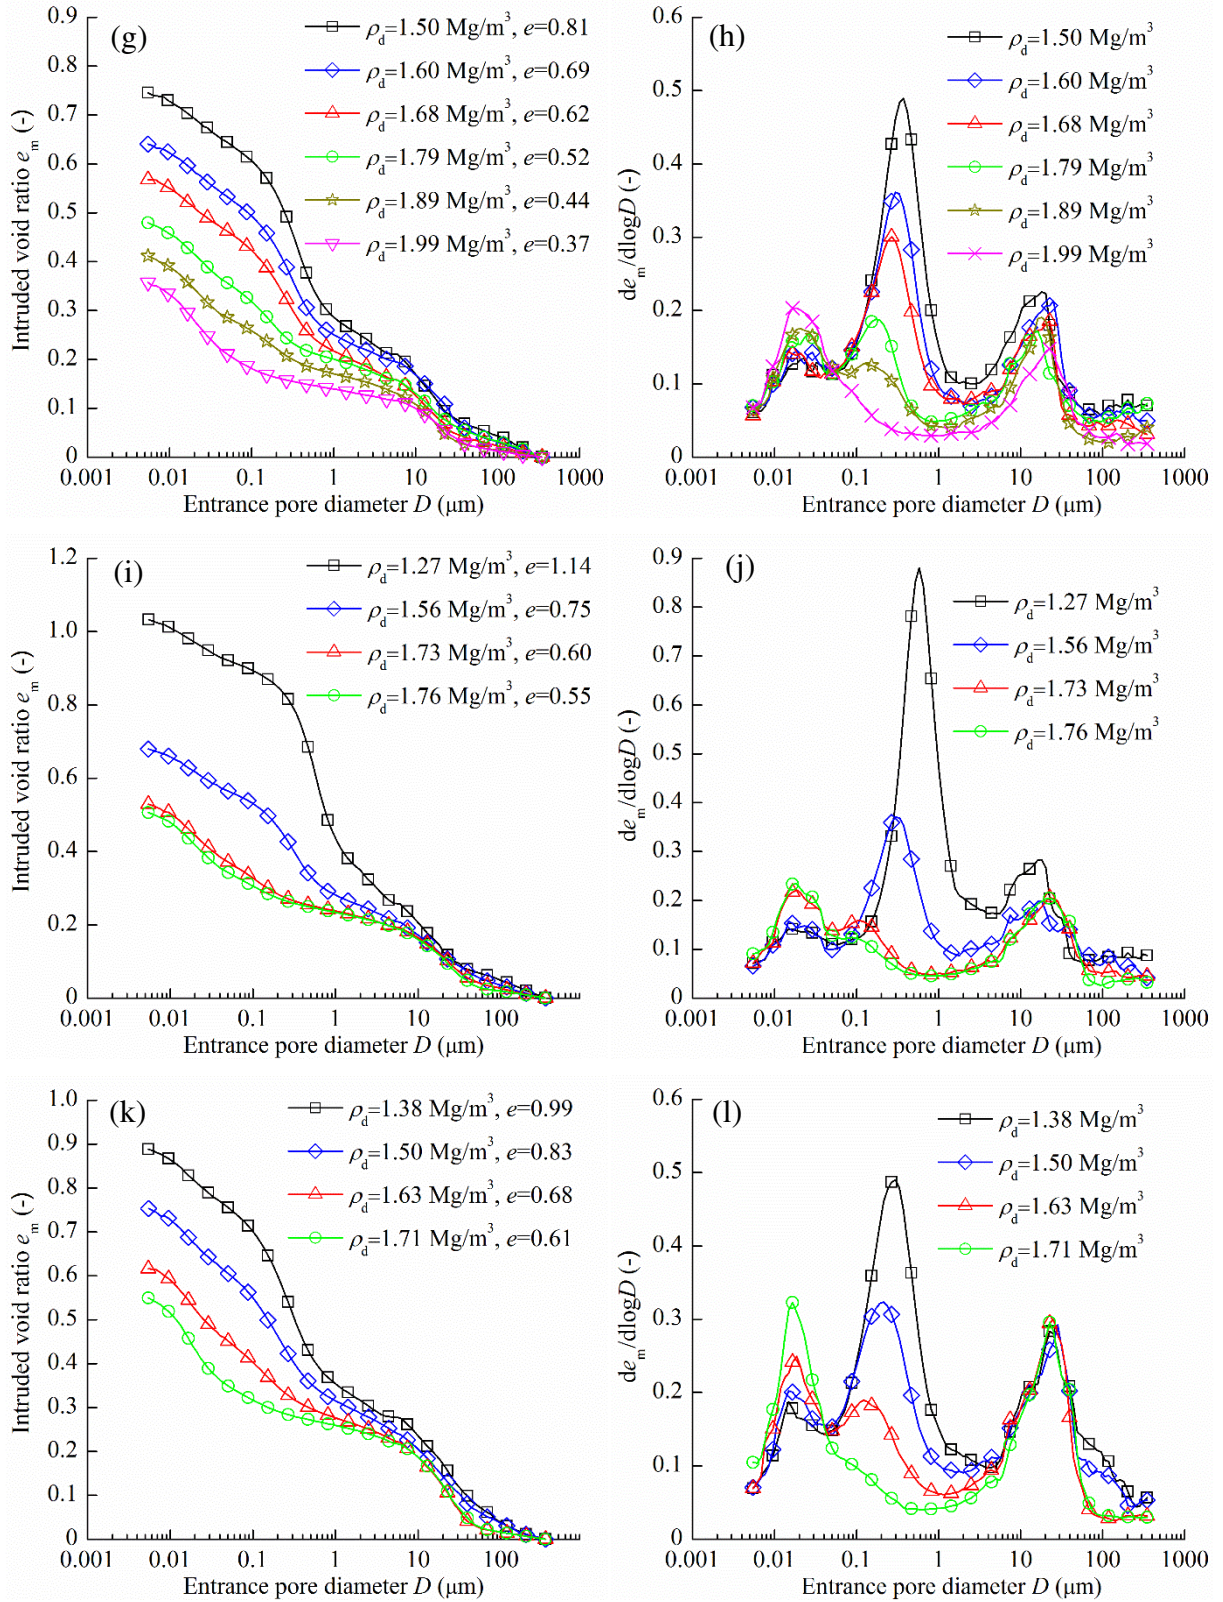 (g)
ρd=1.50 Mg/m³, e=0.81
ρd=1.60 Mg/m³, e=0.69
ρd=1.68 Mg/m³, e=0.62
ρd=1.79 Mg/m³, e=0.52
ρd=1.89 Mg/m³, e=0.44
ρd=1.99 Mg/m³, e=0.37
Intruded void ratio em (-)
0.9
0.8
0.7
0.6
0.5
0.4
0.3
0.2
0.1
0
0.001 0.01 0.1 1 10 100 1000
Entrance pore diameter D (μm)
(h)
ρd=1.50 Mg/m³
ρd=1.60 Mg/m³
ρd=1.68 Mg/m³
ρd=1.79 Mg/m³
ρd=1.89 Mg/m³
ρd=1.99 Mg/m³
dem/dlogD (-)
0.6
0.5
0.4
0.3
0.2
0.1
0
0.001 0.01 0.1 1 10 100 1000
Entrance pore diameter D (μm)
(i)
ρd=1.27 Mg/m³, e=1.14
ρd=1.56 Mg/m³, e=0.75
ρd=1.73 Mg/m³, e=0.60
ρd=1.76 Mg/m³, e=0.55
Intruded void ratio em (-)
1.2
1.0
0.8
0.6
0.4
0.2
0
0.001 0.01 0.1 1 10 100 1000
Entrance pore diameter D (μm)
(j)
ρd=1.27 Mg/m³
ρd=1.56 Mg/m³
ρd=1.73 Mg/m³
ρd=1.76 Mg/m³
dem/dlogD (-)
0.9
0.8
0.7
0.6
0.5
0.4
0.3
0.2
0.1
0
0.001 0.01 0.1 1 10 100 1000
Entrance pore diameter D (μm)
(k)
ρd=1.38 Mg/m³, e=0.99
ρd=1.50 Mg/m³, e=0.83
ρd=1.63 Mg/m³, e=0.68
ρd=1.71 Mg/m³, e=0.61
Intruded void ratio em (-)
1.0
0.9
0.8
0.7
0.6
0.5
0.4
0.3
0.2
0.1
0
0.001 0.01 0.1 1 10 100 1000
Entrance pore diameter D (μm)
(l)
ρd=1.38 Mg/m³
ρd=1.50 Mg/m³
ρd=1.63 Mg/m³
ρd=1.71 Mg/m³
dem/dlogD (-)
0.6
0.5
0.4
0.3
0.2
0.1
0
0.001 0.01 0.1 1 10 100 1000
Entrance pore diameter D (μm)